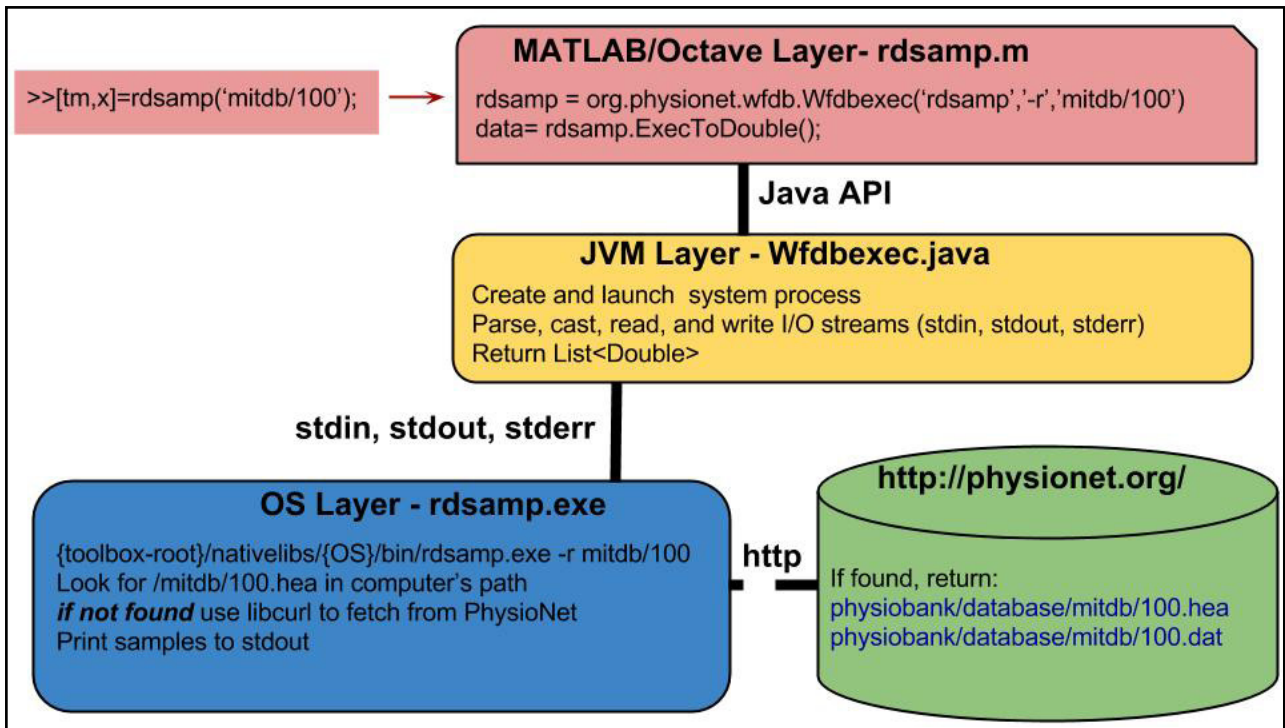 >>[tm,x]=rdsamp(‘mitdb/100’);
MATLAB/Octave Layer- rdsamp.m
rdsamp = org.physionet.wfdb.Wfdbexec(‘rdsamp’,‘-r’,’mitdb/100’)
data= rdsamp.ExecToDouble();
Java API
JVM Layer - Wfdbexec.java
Create and launch system process
Parse, cast, read, and write I/O streams (stdin, stdout, stderr)
Return List<Double>
stdin, stdout, stderr
OS Layer - rdsamp.exe
{toolbox-root}/nativelibs/{OS}/bin/rdsamp.exe -r mitdb/100
Look for /mitdb/100.hea in computer’s path
if not found use libcurl to fetch from PhysioNet
Print samples to stdout
http
http://physionet.org/
If found, return:
physiobank/database/mitdb/100.hea
physiobank/database/mitdb/100.dat